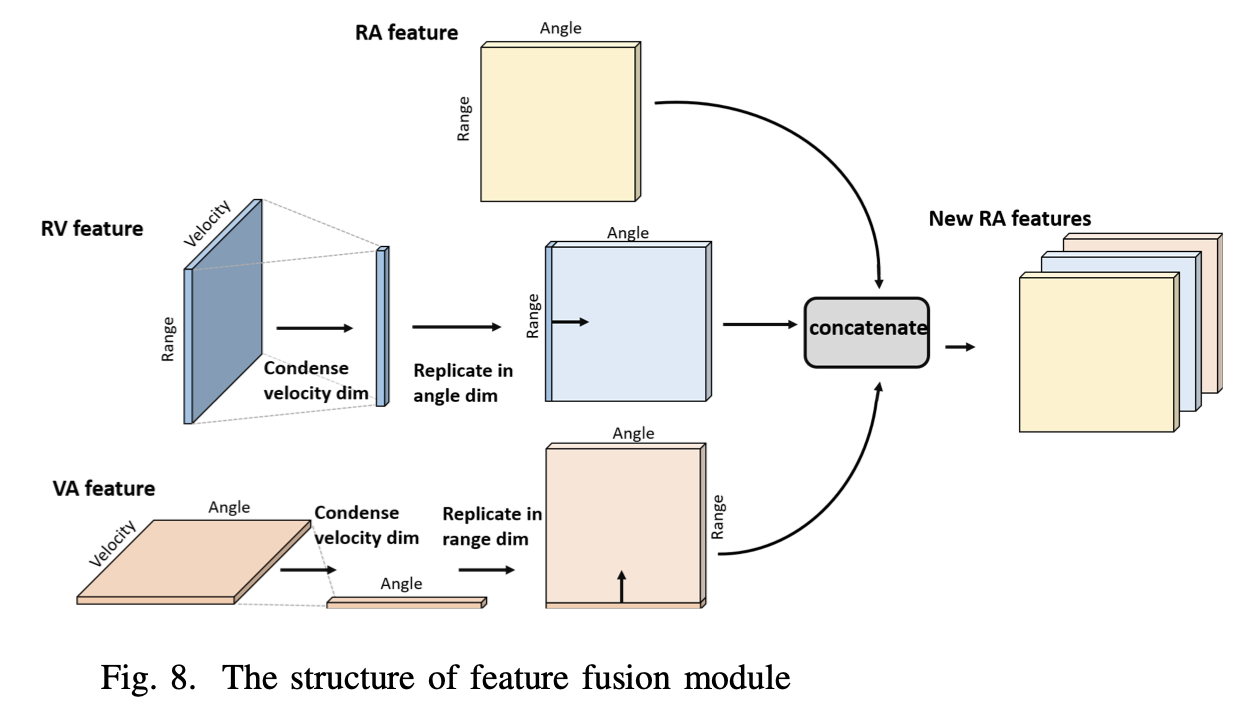 RA feature
Angle
Range
RV feature
Velocity
Range
Condense
velocity dim
Replicate in
angle dim
Angle
Range
concatenate
New RA features
VA feature
Angle
Velocity
Condense
velocity dim
Angle
Replicate in
range dim
Angle
Range
Fig. 8. The structure of feature fusion module